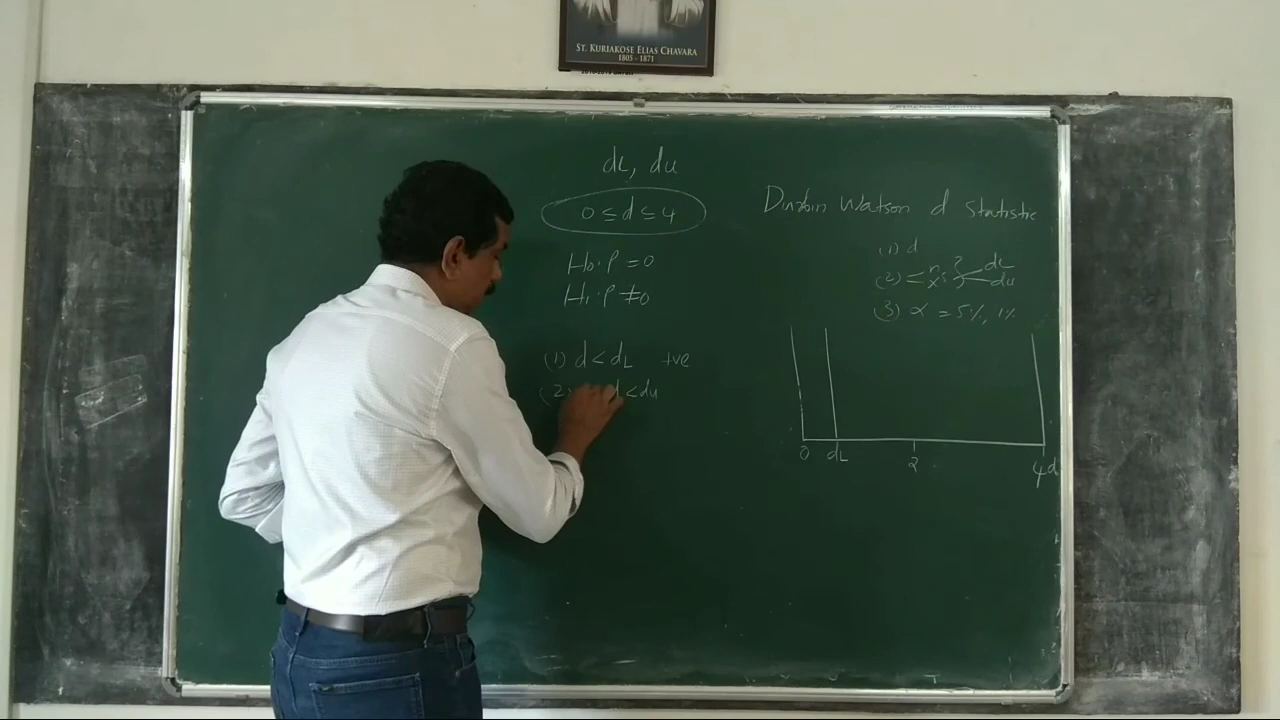 ST. KURIAKOSE ELIAS CHAVARA
1805 - 1871
dL, du
0 ≤ d ≤ 4
H0: ρ = 0
H1: ρ ≠ 0
(1) d < dL +ve
(2) d < du
Durbin Watson d Statistic
(1) d
(2) n = ? dL
du
(3) α = 5%, 1%
0 dL 2 4 d